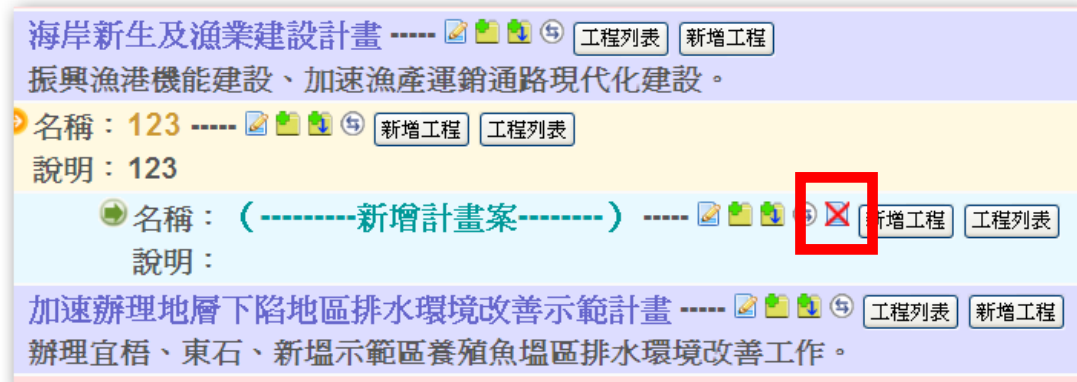 海岸新生及漁業建設計畫 ----- 工程列表 新增工程
振興漁港機能建設、加速漁產運銷通路現代化建設。
名稱：123 ----- 新增工程 工程列表
說明：123
名稱：（---------新增計畫案--------） ----- 新增工程 工程列表
說明：
加速辦理地層下陷地區排水環境改善示範計畫 ----- 工程列表 新增工程
辦理宜梧、東石、新塭示範區養殖魚塭區排水環境改善工作。